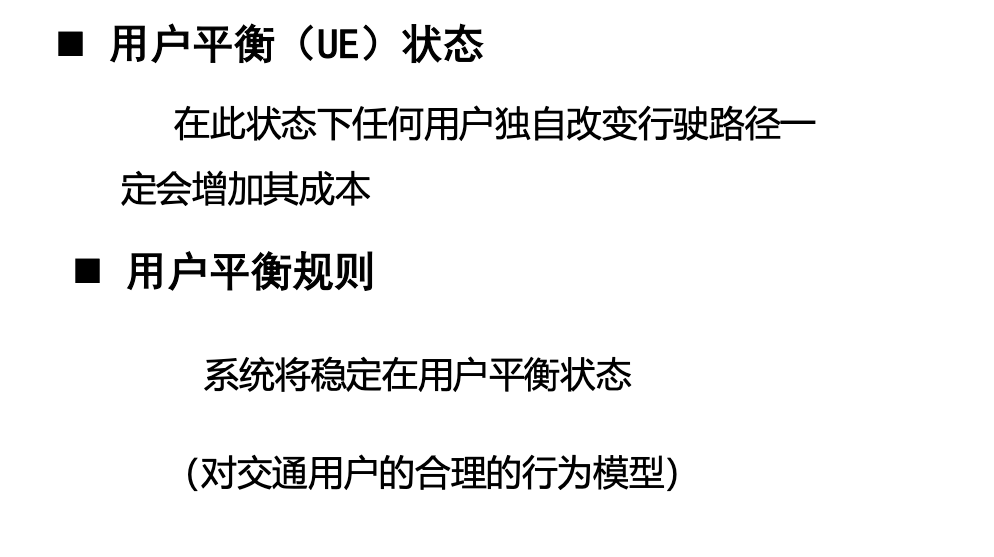 ■ 用户平衡（UE）状态
在此状态下任何用户独自改变行驶路径一
定会增加其成本
■ 用户平衡规则
系统将稳定在用户平衡状态
(对交通用户的合理的行为模型)